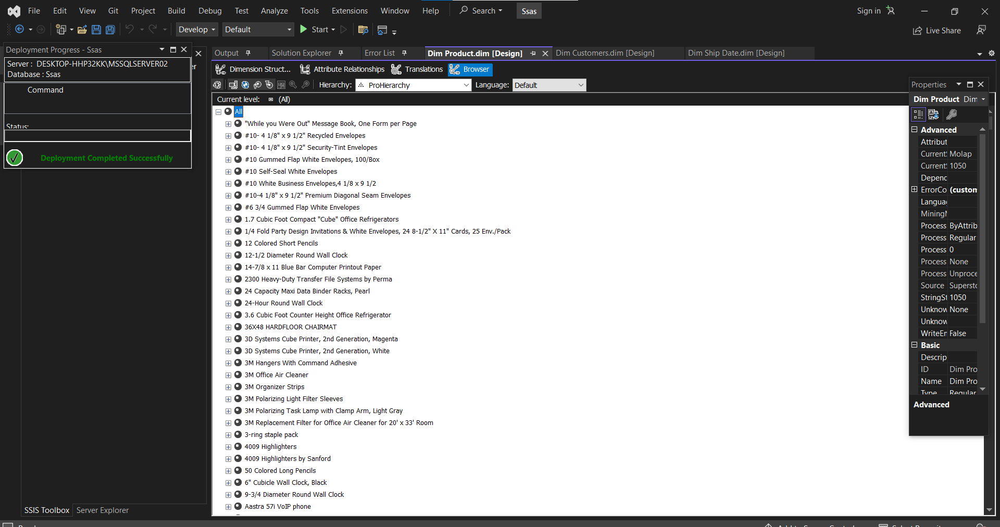 File Edit View Git Project Build Debug Test Analyze Tools Extensions Window Help Search Ssas Sign in
Develop Default Start Live Share
Deployment Progress - Ssas
Server : DESKTOP-HHP32KK\MSSQLSERVER02
Database : Ssas
Command
Status:
Deployment Completed Successfully
er
SSIS Toolbox Server Explorer
Output Solution Explorer Error List Dim Product.dim [Design] Dim Customers.dim [Design] Dim Ship Date.dim [Design]
Dimension Struct... Attribute Relationships Translations Browser
Hierarchy: ProHierarchy Language: Default
Current level: (All)
All
"While you Were Out" Message Book, One Form per Page
#10- 4 1/8" x 9 1/2" Recycled Envelopes
#10- 4 1/8" x 9 1/2" Security-Tint Envelopes
#10 Gummed Flap White Envelopes, 100/Box
#10 Self-Seal White Envelopes
#10 White Business Envelopes,4 1/8 x 9 1/2
#10-4 1/8" x 9 1/2" Premium Diagonal Seam Envelopes
#6 3/4 Gummed Flap White Envelopes
1.7 Cubic Foot Compact "Cube" Office Refrigerators
1/4 Fold Party Design Invitations & White Envelopes, 24 8-1/2" X 11" Cards, 25 Env./Pack
12 Colored Short Pencils
12-1/2 Diameter Round Wall Clock
14-7/8 x 11 Blue Bar Computer Printout Paper
2300 Heavy-Duty Transfer File Systems by Perma
24 Capacity Maxi Data Binder Racks, Pearl
24-Hour Round Wall Clock
3.6 Cubic Foot Counter Height Office Refrigerator
36X48 HARDFLOOR CHAIRMAT
3D Systems Cube Printer, 2nd Generation, Magenta
3D Systems Cube Printer, 2nd Generation, White
3M Hangers With Command Adhesive
3M Office Air Cleaner
3M Organizer Strips
3M Polarizing Light Filter Sleeves
3M Polarizing Task Lamp with Clamp Arm, Light Gray
3M Replacement Filter for Office Air Cleaner for 20' x 33' Room
3-ring staple pack
4009 Highlighters
4009 Highlighters by Sanford
50 Colored Long Pencils
6" Cubicle Wall Clock, Black
9-3/4 Diameter Round Wall Clock
Aastra 57i VoIP phone
Properties
Dim Product Dim
Advanced
Attribut
Current Molap
Current 1050
Depend
ErrorCo (custom
Langua
Mining
Process ByAttrib
Process Regular
Process 0
Process None
Process Unproce
Source Supersto
StringSt 1050
Unknow None
Unknow
WriteEn False
Basic
Descrip
ID Dim Pro
Name Dim Pro
Type Regular
Advanced